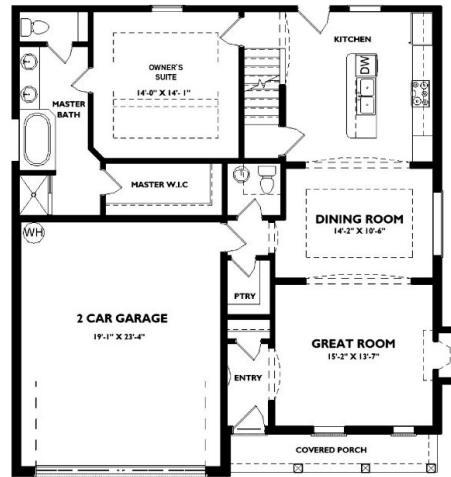 KITCHEN
OWNER'S
SUITE
14'-0" X 14'- 1"
DW
MASTER
BATH
MASTER W.I.C
DINING ROOM
14'-2" X 10'-6"
WH
PTRY
2 CAR GARAGE
19'-1" X 23'-4"
GREAT ROOM
15'-2" X 13'-7"
ENTRY
COVERED PORCH